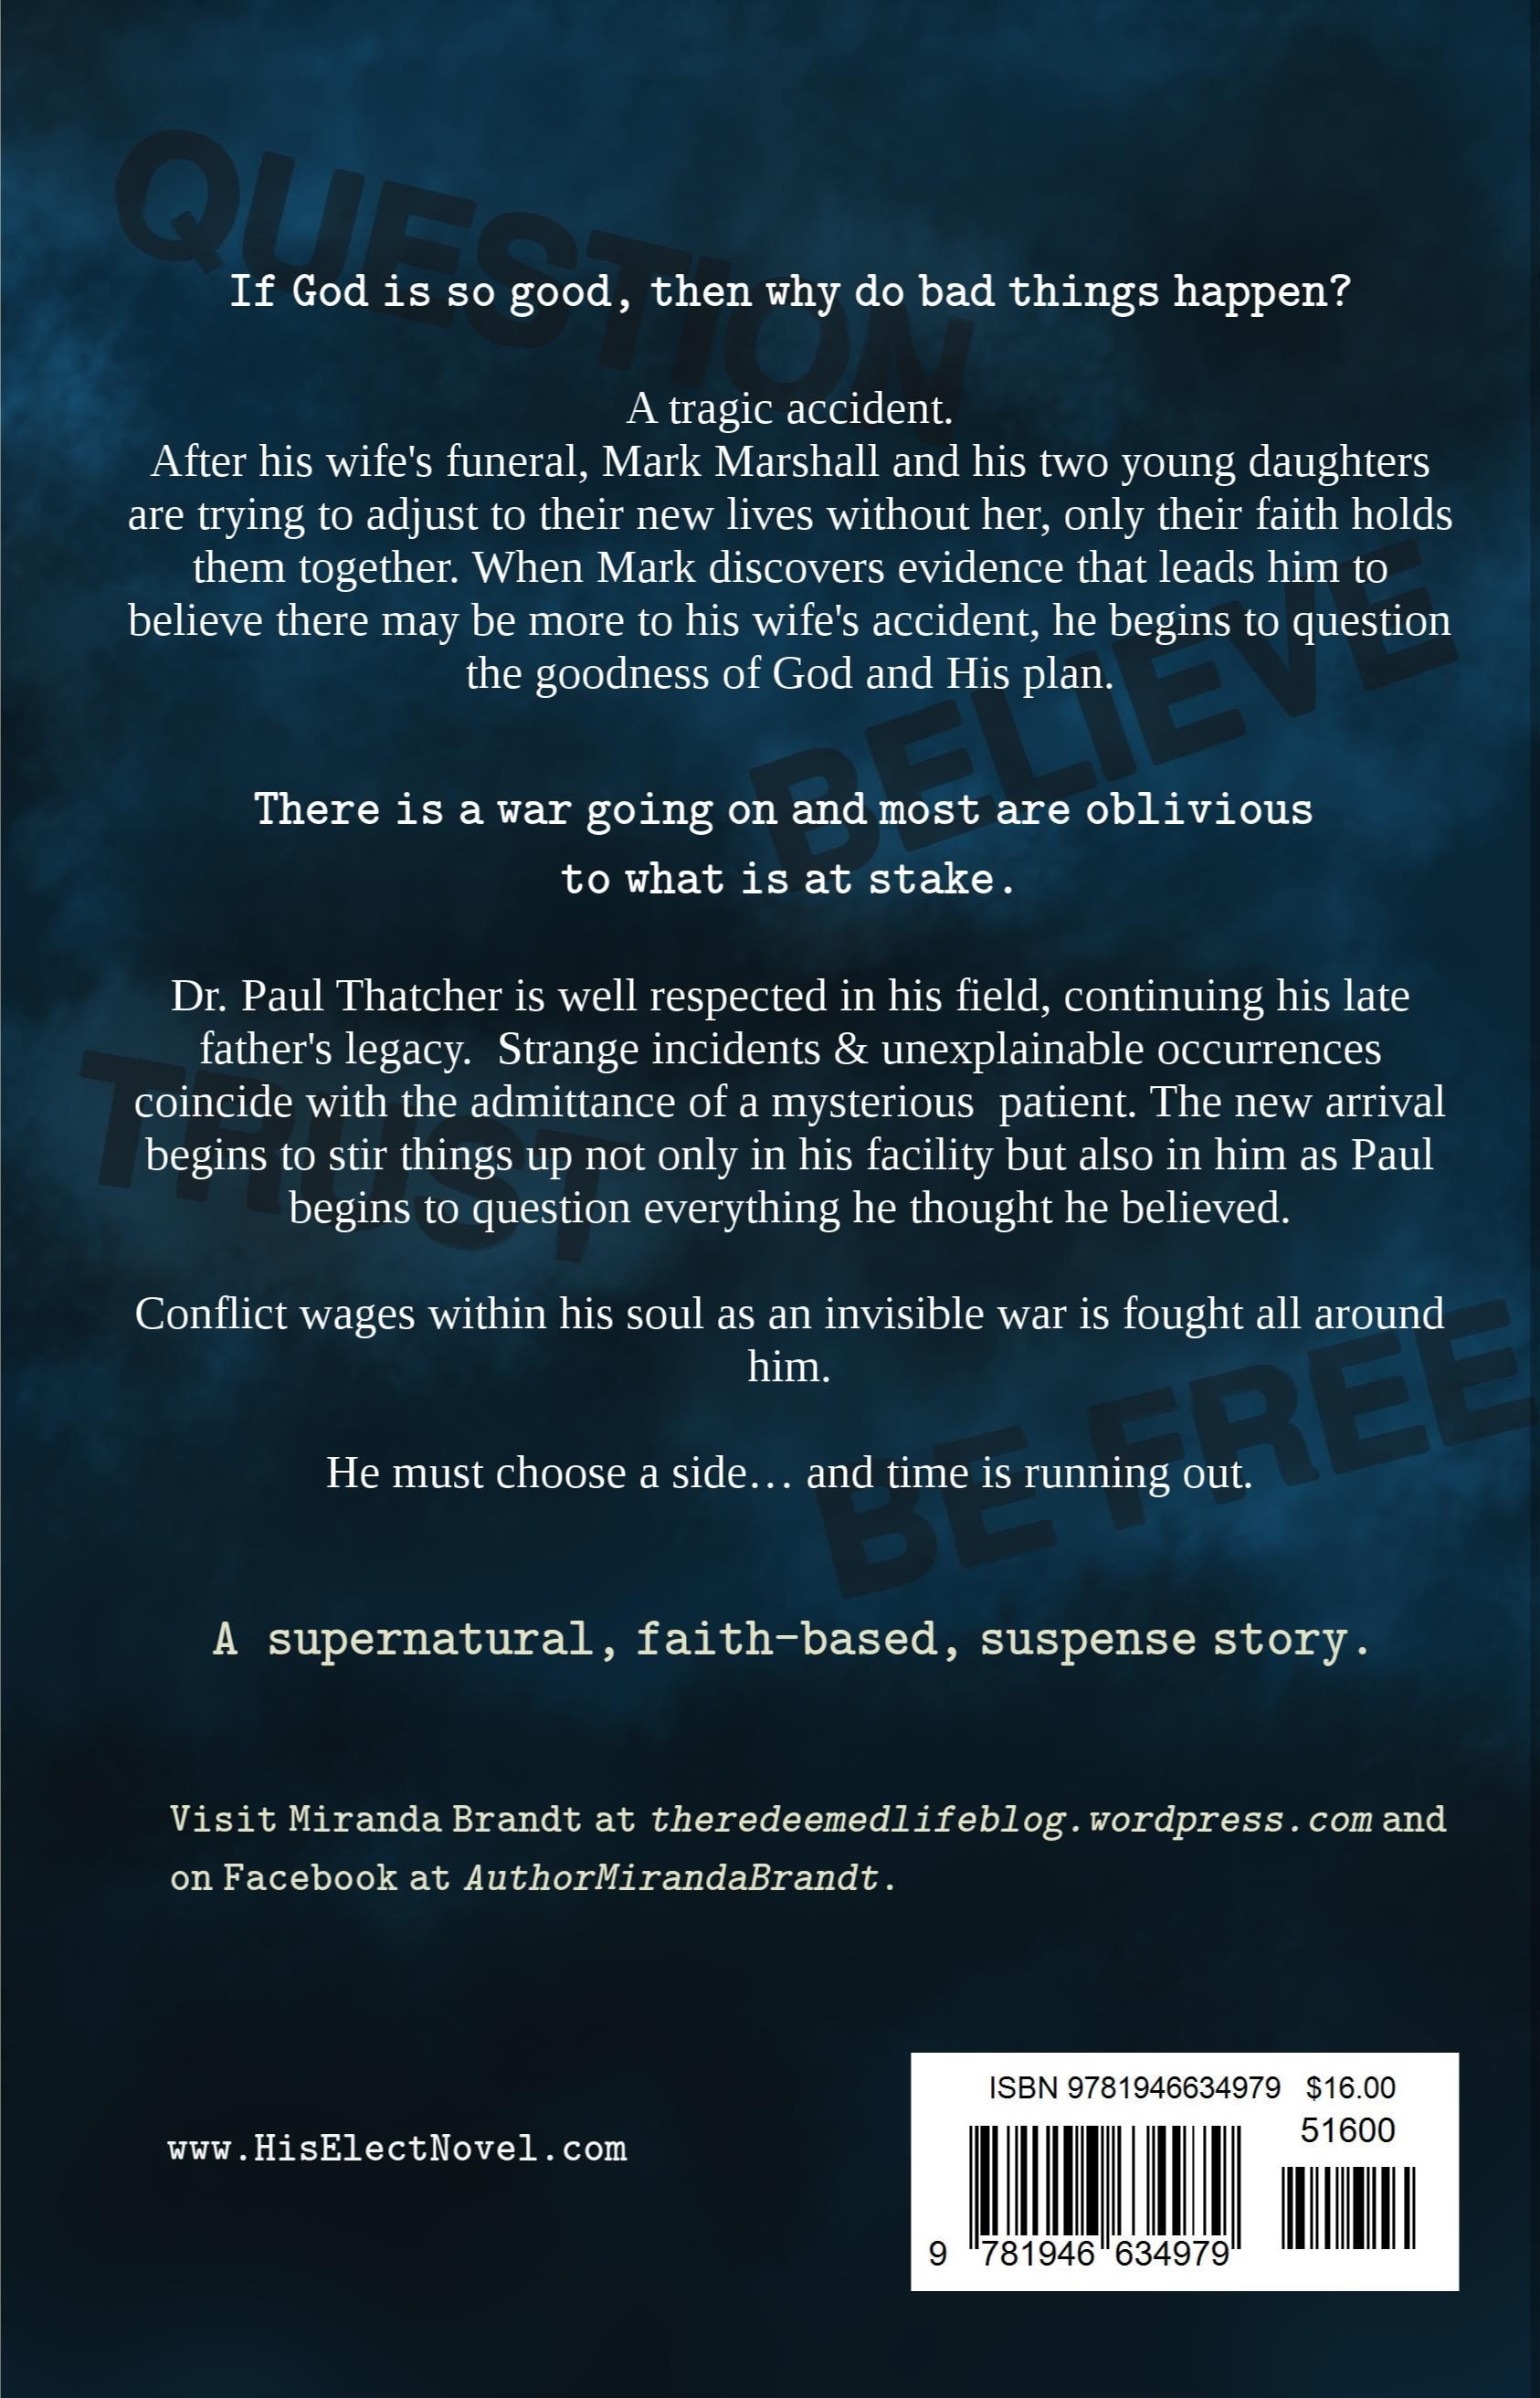 QUESTION
If God is so good, then why do bad things happen?
A tragic accident.
After his wife's funeral, Mark Marshall and his two young daughters
are trying to adjust to their new lives without her, only their faith holds
them together. When Mark discovers evidence that leads him to
believe there may be more to his wife's accident, he begins to question
the goodness of God and His plan.
BELIEVE
There is a war going on and most are oblivious
to what is at stake.
Dr. Paul Thatcher is well respected in his field, continuing his late
father's legacy.  Strange incidents & unexplainable occurrences
coincide with the admittance of a mysterious  patient. The new arrival
begins to stir things up not only in his facility but also in him as Paul
begins to question everything he thought he believed.
TRUST
Conflict wages within his soul as an invisible war is fought all around
him.
He must choose a side… and time is running out.
BE FREE
A supernatural, faith-based, suspense story.
Visit Miranda Brandt at theredeemedlifeblog.wordpress.com and
on Facebook at AuthorMirandaBrandt.
www.HisElectNovel.com
ISBN 9781946634979 $16.00
51600
9 781946 634979